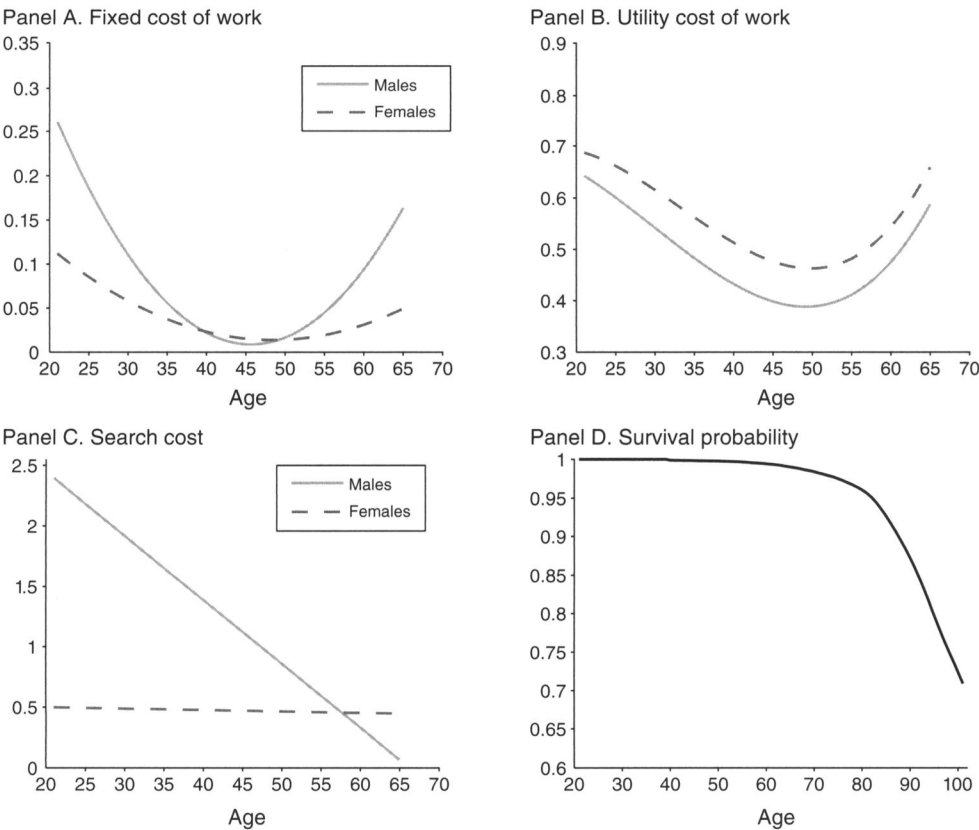 Panel A. Fixed cost of work
0.35
0.3
0.25
0.2
0.15
0.1
0.05
0
20 25 30 35 40 45 50 55 60 65 70
Age
Males
Females
Panel B. Utility cost of work
0.9
0.8
0.7
0.6
0.5
0.4
0.3
20 25 30 35 40 45 50 55 60 65 70
Age
Panel C. Search cost
2.5
2
1.5
1
0.5
0
20 25 30 35 40 45 50 55 60 65 70
Age
Males
Females
Panel D. Survival probability
1
0.95
0.9
0.85
0.8
0.75
0.7
0.65
0.6
20 30 40 50 60 70 80 90 100
Age